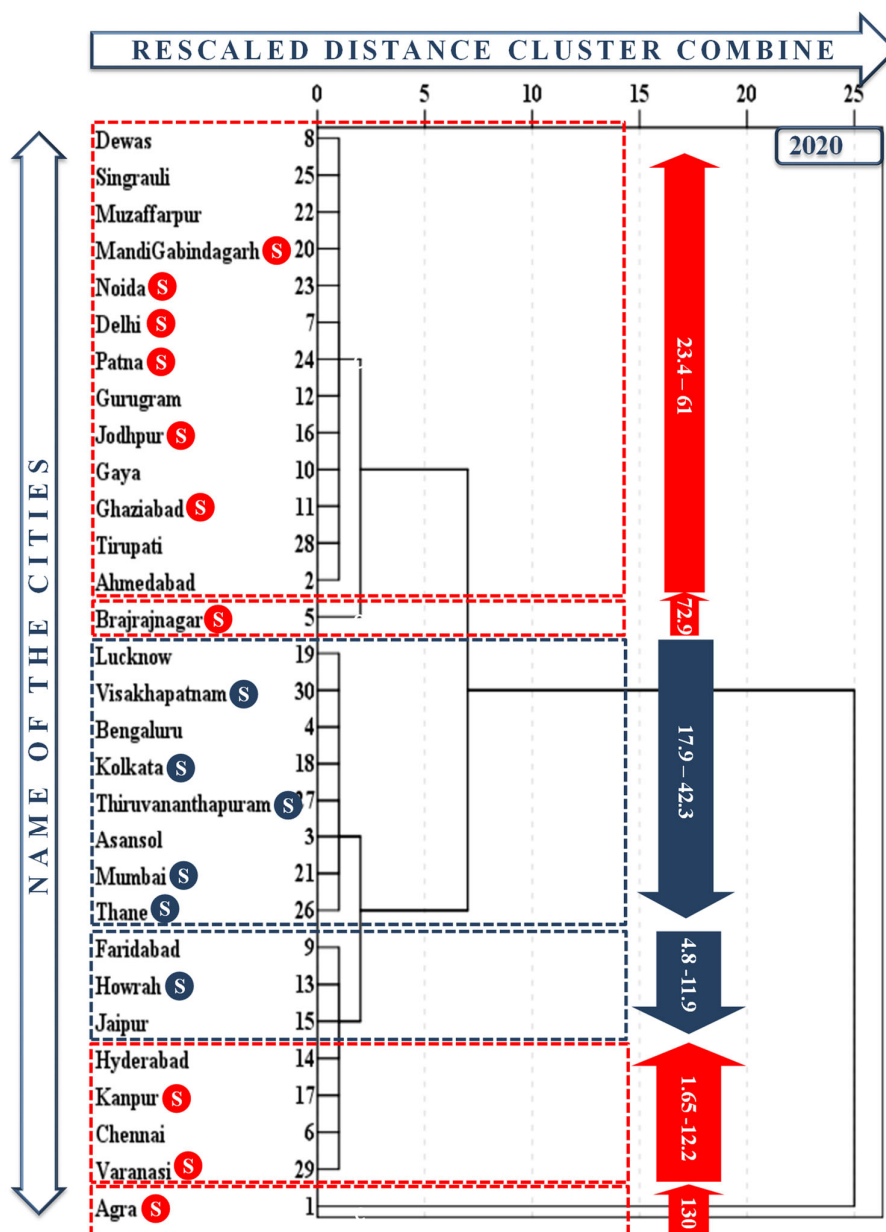 RESCALED DISTANCE CLUSTER COMBINE
0 5 10 15 20 25
2020
NAME OF THE CITIES
Dewas 8
Singrauli 25
Muzaffarpur 22
MandiGabindagarh S 20
Noida S 23
Delhi S 7
Patna S 24
Gurugram 12
Jodhpur S 16
Gaya 10
Ghaziabad S 11
Tirupati 28
Ahmedabad 2
23.4 – 61
Brajrajnagar S 5
72.9
Lucknow 19
Visakhapatnam S 30
Bengaluru 4
Kolkata S 18
Thiruvananthapuram S 7
Asansol 3
Mumbai S 21
Thane S 26
17.9 – 42.3
Faridabad 9
Howrah S 13
Jaipur 15
4.8 -11.9
Hyderabad 14
Kanpur S 17
Chennai 6
Varanasi S 29
1.65 -12.2
Agra S 1
130